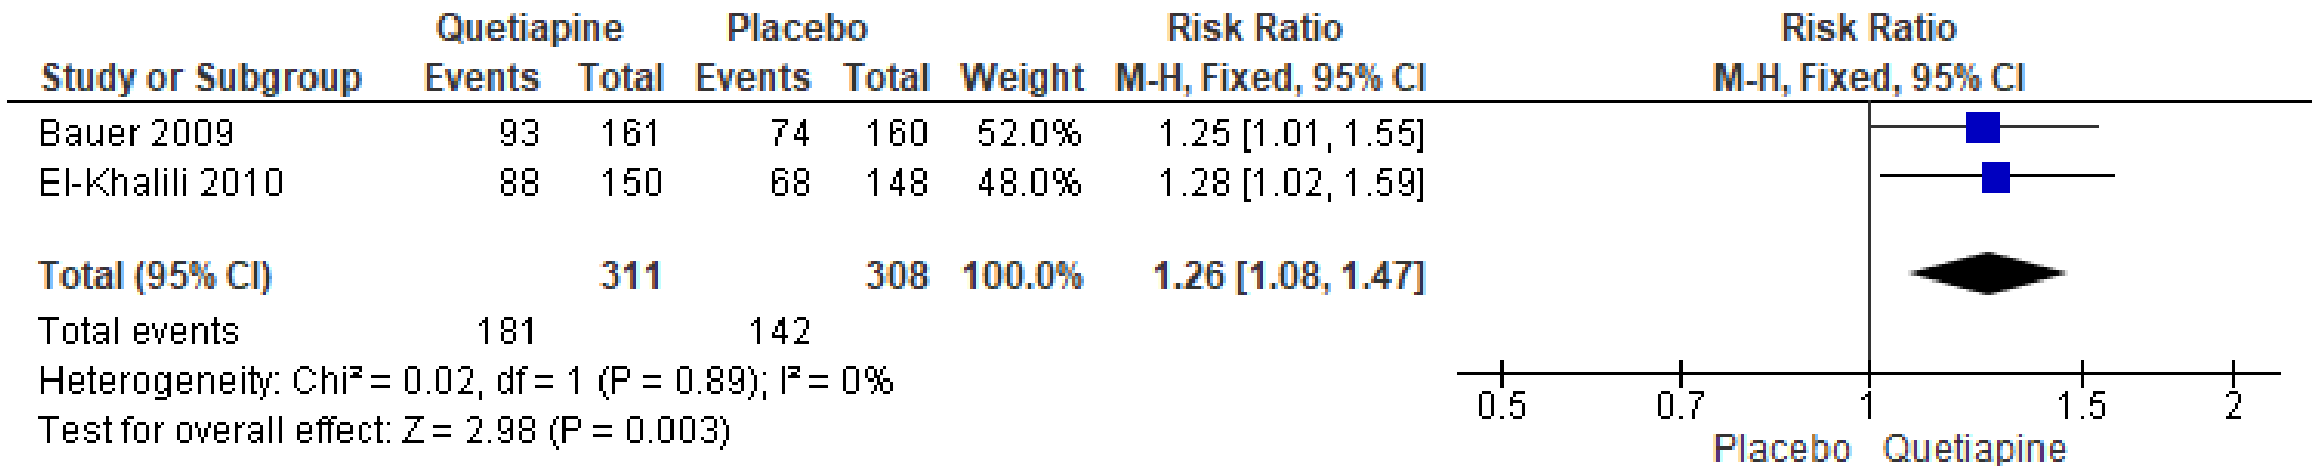 Quetiapine Placebo Risk Ratio Risk Ratio
Study or Subgroup Events Total Events Total Weight M-H, Fixed, 95% CI M-H, Fixed, 95% CI
Bauer 2009 93 161 74 160 52.0% 1.25 [1.01, 1.55]
El-Khalili 2010 88 150 68 148 48.0% 1.28 [1.02, 1.59]
Total (95% CI) 311 308 100.0% 1.26 [1.08, 1.47]
Total events 181 142
Heterogeneity: Chi² = 0.02, df = 1 (P = 0.89); I² = 0%
Test for overall effect: Z = 2.98 (P = 0.003)
0.5 0.7 1 1.5 2
Placebo Quetiapine